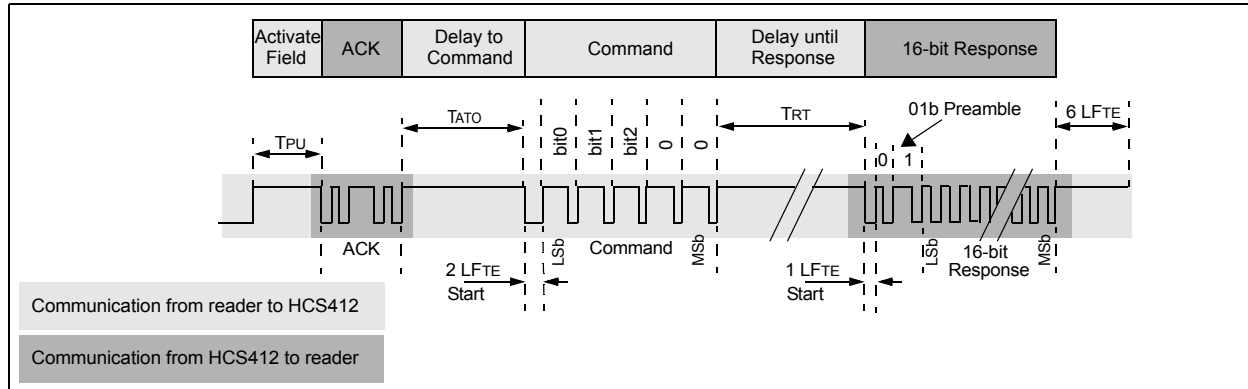 Activate Field
ACK
Delay to Command
Command
Delay until Response
16-bit Response
TPU
TATO
bit0
bit1
bit2
0
0
TRT
01b Preamble
0
1
6 LFTE
ACK
LSb
Command
MSb
LSb
16-bit Response
MSb
2 LFTE
Start
1 LFTE
Start
Communication from reader to HCS412
Communication from HCS412 to reader